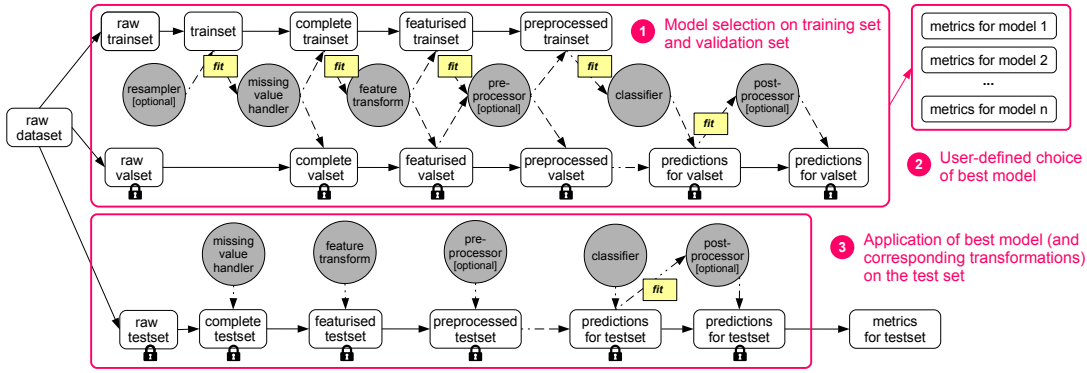 raw
trainset
trainset
complete
trainset
featurised
trainset
preprocessed
trainset
1
Model selection on training set
and validation set
metrics for model 1
metrics for model 2
...
metrics for model n
resampler
[optional]
fit
missing
value
handler
fit
feature
transform
fit
pre-
processor
[optional]
fit
classifier
fit
post-
processor
[optional]
raw
dataset
raw
valset
complete
valset
featurised
valset
preprocessed
valset
predictions
for valset
predictions
for valset
2
User-defined choice
of best model
missing
value
handler
feature
transform
pre-
processor
[optional]
classifier
fit
post-
processor
[optional]
3
Application of best model (and
corresponding transformations)
on the test set
raw
testset
complete
testset
featurised
testset
preprocessed
testset
predictions
for testset
predictions
for testset
metrics
for testset